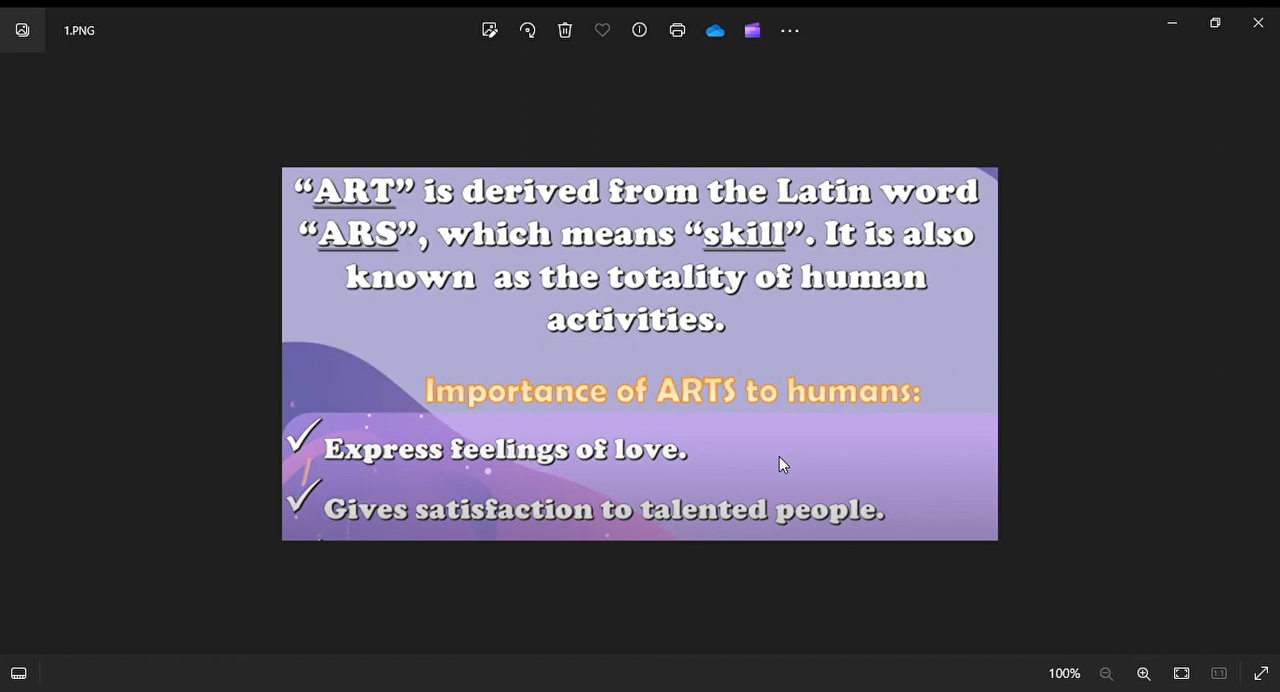 1.PNG
“ART” is derived from the Latin word
“ARS”, which means “skill”. It is also
known as the totality of human
activities.
Importance of ARTS to humans:
✓ Express feelings of love.
✓ Gives satisfaction to talented people.
100%
1:1